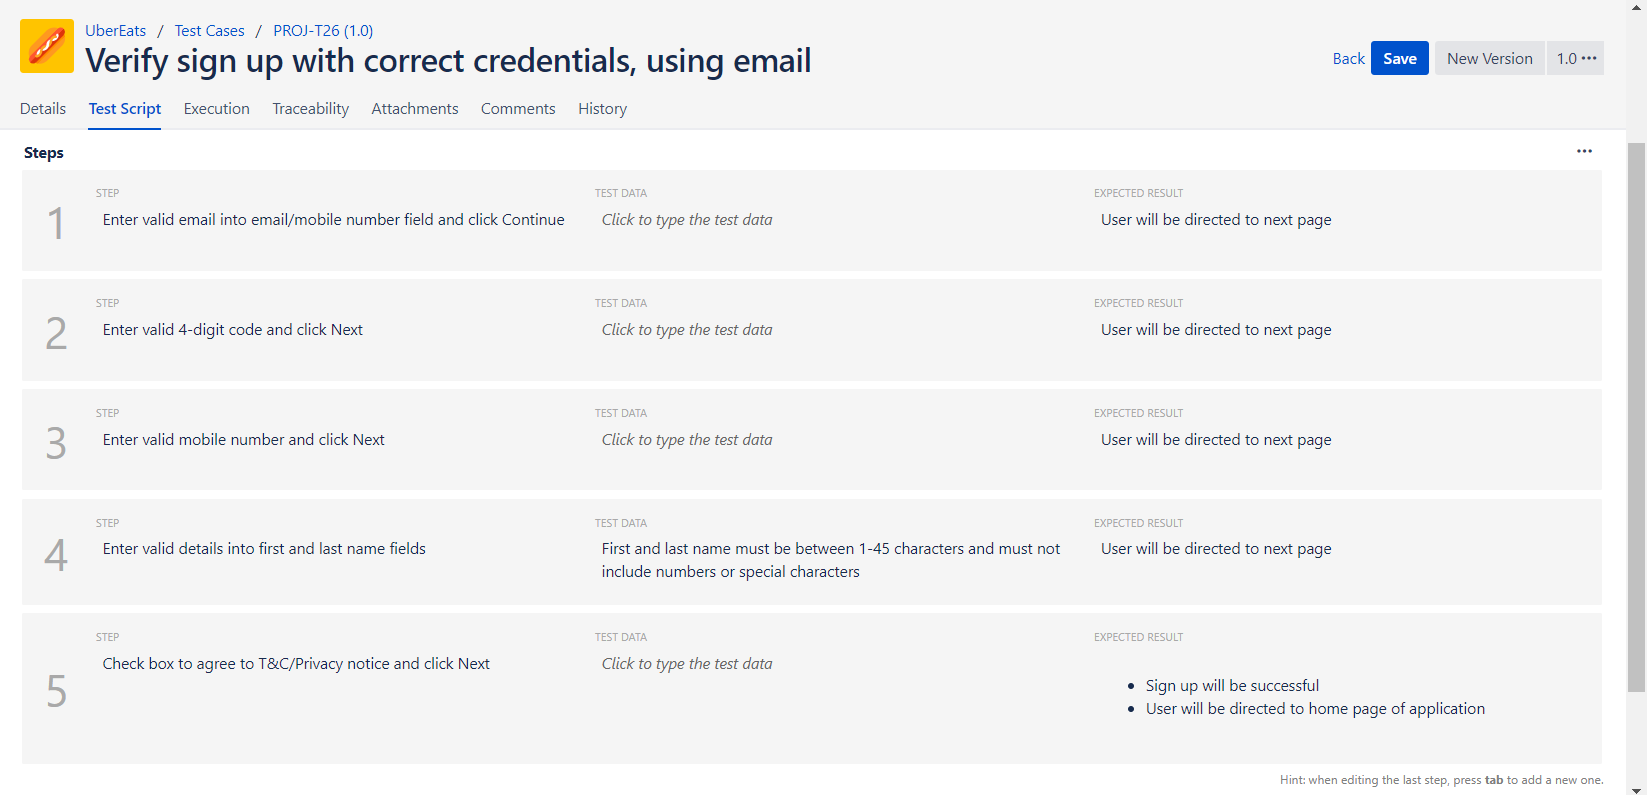 UberEats / Test Cases / PROJ-T26 (1.0)
Verify sign up with correct credentials, using email
Back Save New Version 1.0 •••
Details Test Script Execution Traceability Attachments Comments History
Steps •••
STEP TEST DATA EXPECTED RESULT
1 Enter valid email into email/mobile number field and click Continue Click to type the test data User will be directed to next page
STEP TEST DATA EXPECTED RESULT
2 Enter valid 4-digit code and click Next Click to type the test data User will be directed to next page
STEP TEST DATA EXPECTED RESULT
3 Enter valid mobile number and click Next Click to type the test data User will be directed to next page
STEP TEST DATA EXPECTED RESULT
4 Enter valid details into first and last name fields First and last name must be between 1-45 characters and must not User will be directed to next page
include numbers or special characters
STEP TEST DATA EXPECTED RESULT
5 Check box to agree to T&C/Privacy notice and click Next Click to type the test data
• Sign up will be successful
• User will be directed to home page of application
Hint: when editing the last step, press tab to add a new one.